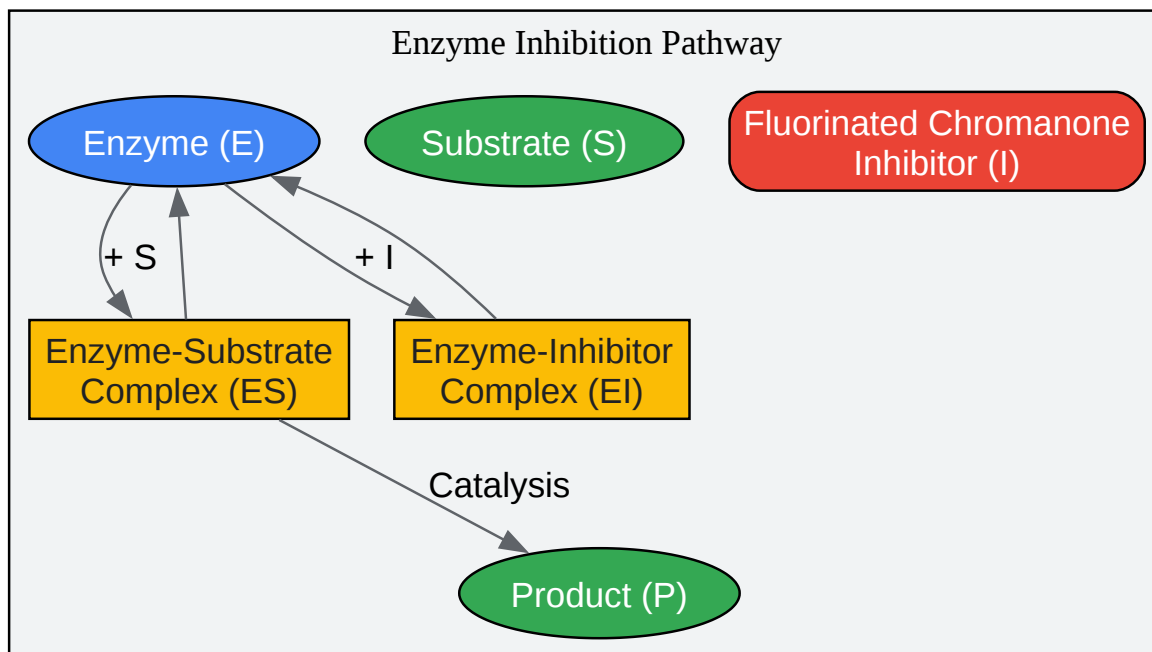 Enzyme Inhibition Pathway
Enzyme (E)
Substrate (S)
Fluorinated Chromanone
Inhibitor (I)
+ S
+ I
Enzyme-Substrate
Complex (ES)
Enzyme-Inhibitor
Complex (EI)
Catalysis
Product (P)